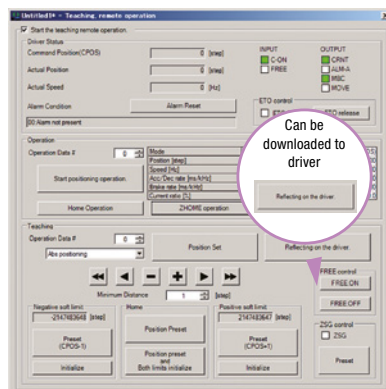 Untitled1* - Teaching, remote operation
Start the teaching remote operation.
Driver Status
Command Position(CPOS) 0 [step]
Actual Position 0 [step]
Actual Speed 0 [Hz]
Alarm Condition Alarm Reset
00:Alarm not present
INPUT
C-ON
FREE
OUTPUT
CRNT
ALM-A
MBC
MOVE
ETO control
ETO release
Operation
Operation Data # 0
Start positioning operation
Home Operation
Mode
Position [step]
Speed [Hz]
Acc/Dec rate [ms/kHz]
Brake rate [ms/kHz]
Current ratio [%]
ZHOME operation
Can be
downloaded to
driver
Reflecting on the driver
Teaching
Operation Data # 0
Abs positioning
Position Set
Reflecting on the driver.
Minimum Distance 1 [step]
FREE control
FREE:ON
FREE:OFF
Negative soft limit
-2147483648 [step]
Preset
(CPOS-1)
Initialize
Home
Position Preset
Position preset
and
Both limits initialize
Positive soft limit
2147483647 [step]
Preset
(CPOS+1)
Initialize
ZSG control
ZSG
Preset